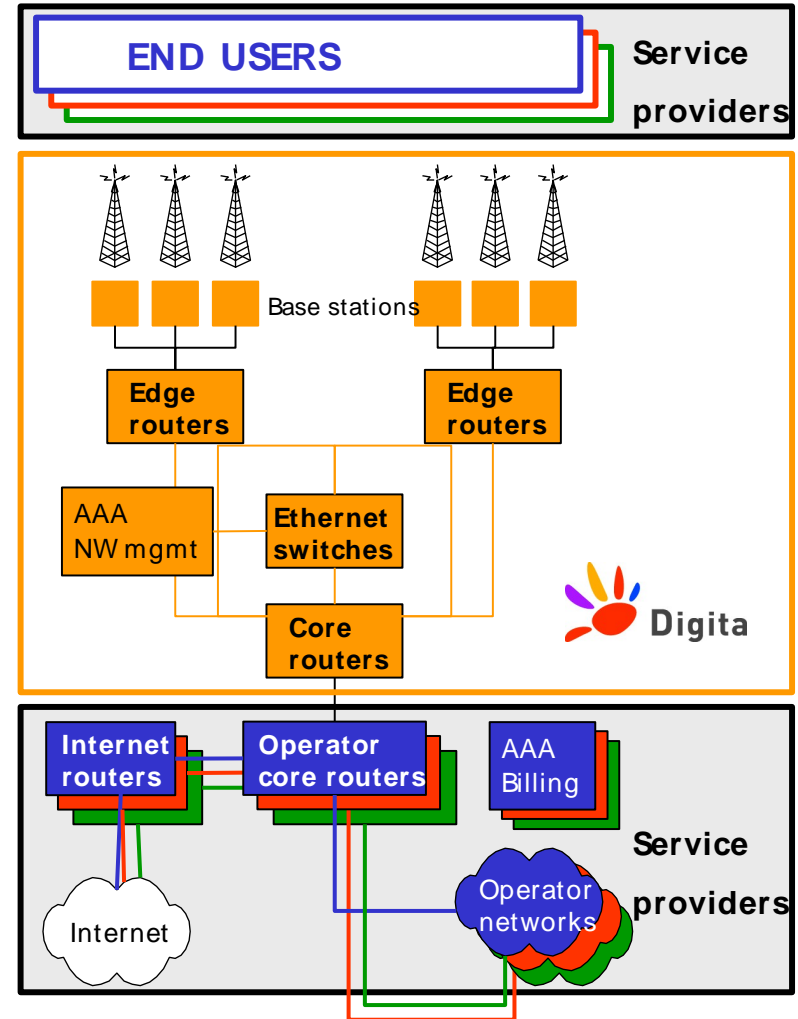 END USERS
Service
providers
Base stations
Edge
routers
Edge
routers
AAA
NW mgmt
Ethernet
switches
Core
routers
Digita
Internet
routers
Operator
core routers
AAA
Billing
Service
providers
Operator
networks
Internet